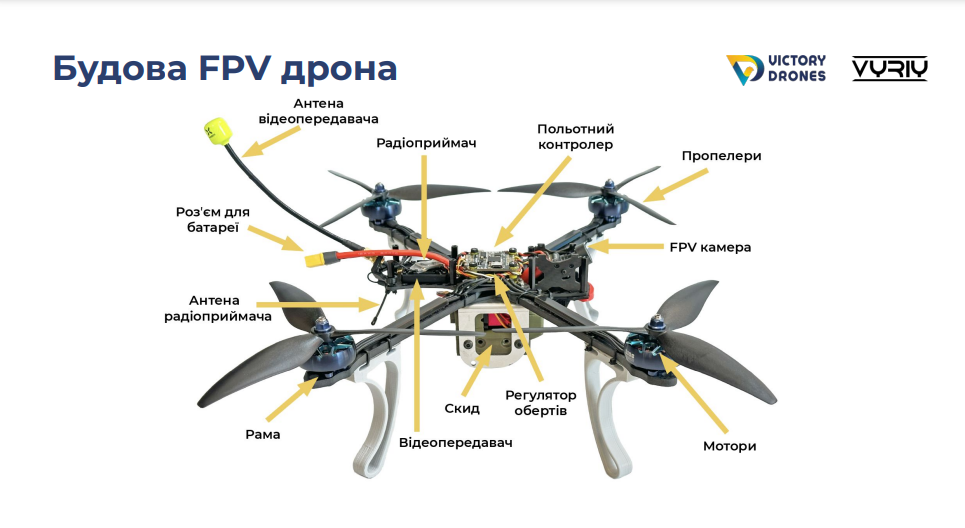 Будова FPV дрона
VICTORY
DRONES
VYRIY
Антена
відеопередавача
Радіоприймач
Польотний
контролер
Пропелери
Роз'єм для
батареї
FPV камера
Антена
радіоприймача
Рама
Відеопередавач
Скид
Регулятор
обертів
Мотори